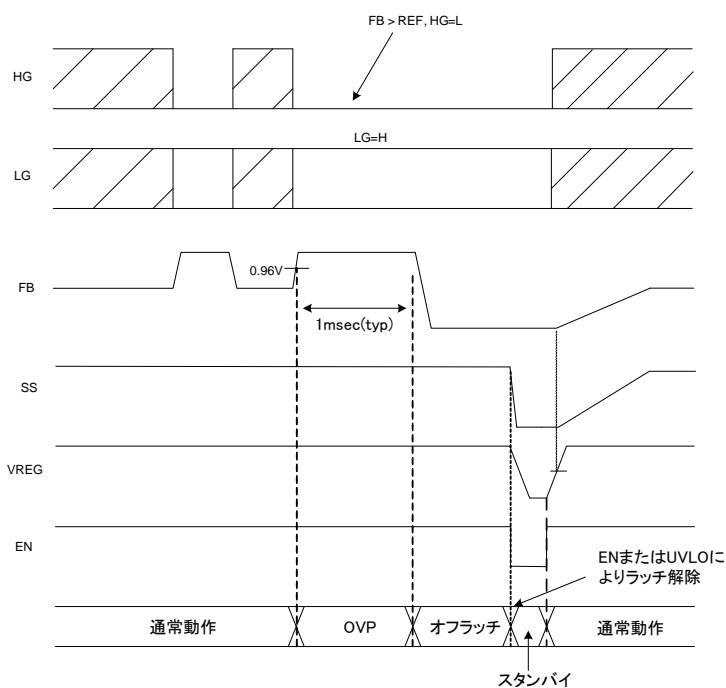 FB > REF, HG=L
HG
LG=H
LG
0.96V
FB
1msec(typ)
SS
VREG
EN
ENまたはUVLOに
よりラッチ解除
通常動作
OVP
オフラッチ
通常動作
スタンバイ